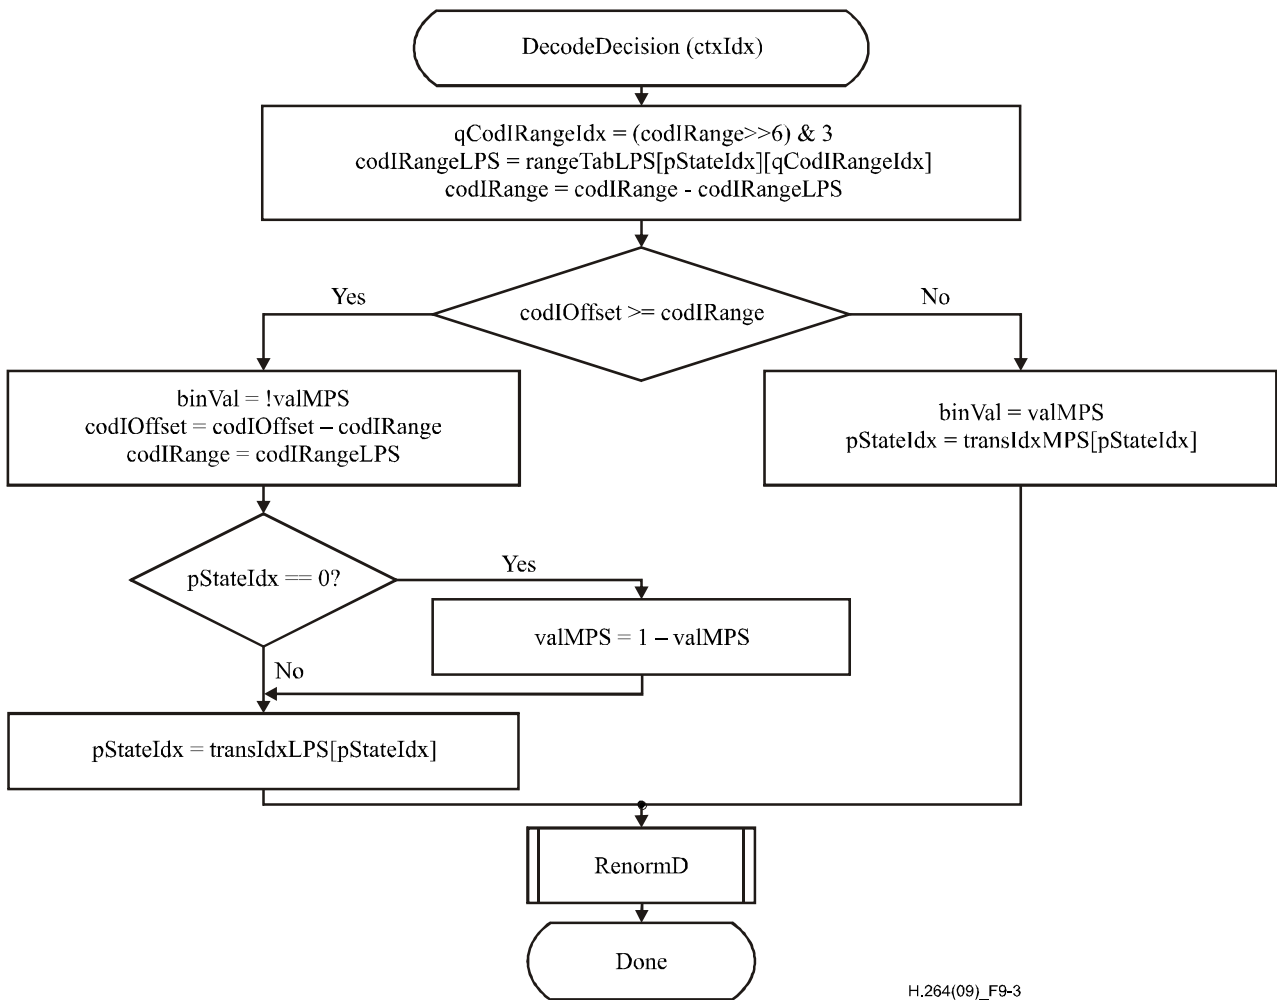 DecodeDecision (ctxIdx)
qCodIRangeIdx = (codIRange>>6) & 3
codIRangeLPS = rangeTabLPS[pStateIdx][qCodIRangeIdx]
codIRange = codIRange - codIRangeLPS
codIOffset >= codIRange
Yes
No
binVal = !valMPS
codIOffset = codIOffset – codIRange
codIRange = codIRangeLPS
binVal = valMPS
pStateIdx = transIdxMPS[pStateIdx]
pStateIdx == 0?
Yes
valMPS = 1 – valMPS
No
pStateIdx = transIdxLPS[pStateIdx]
RenormD
Done
H.264(09)_F9-3